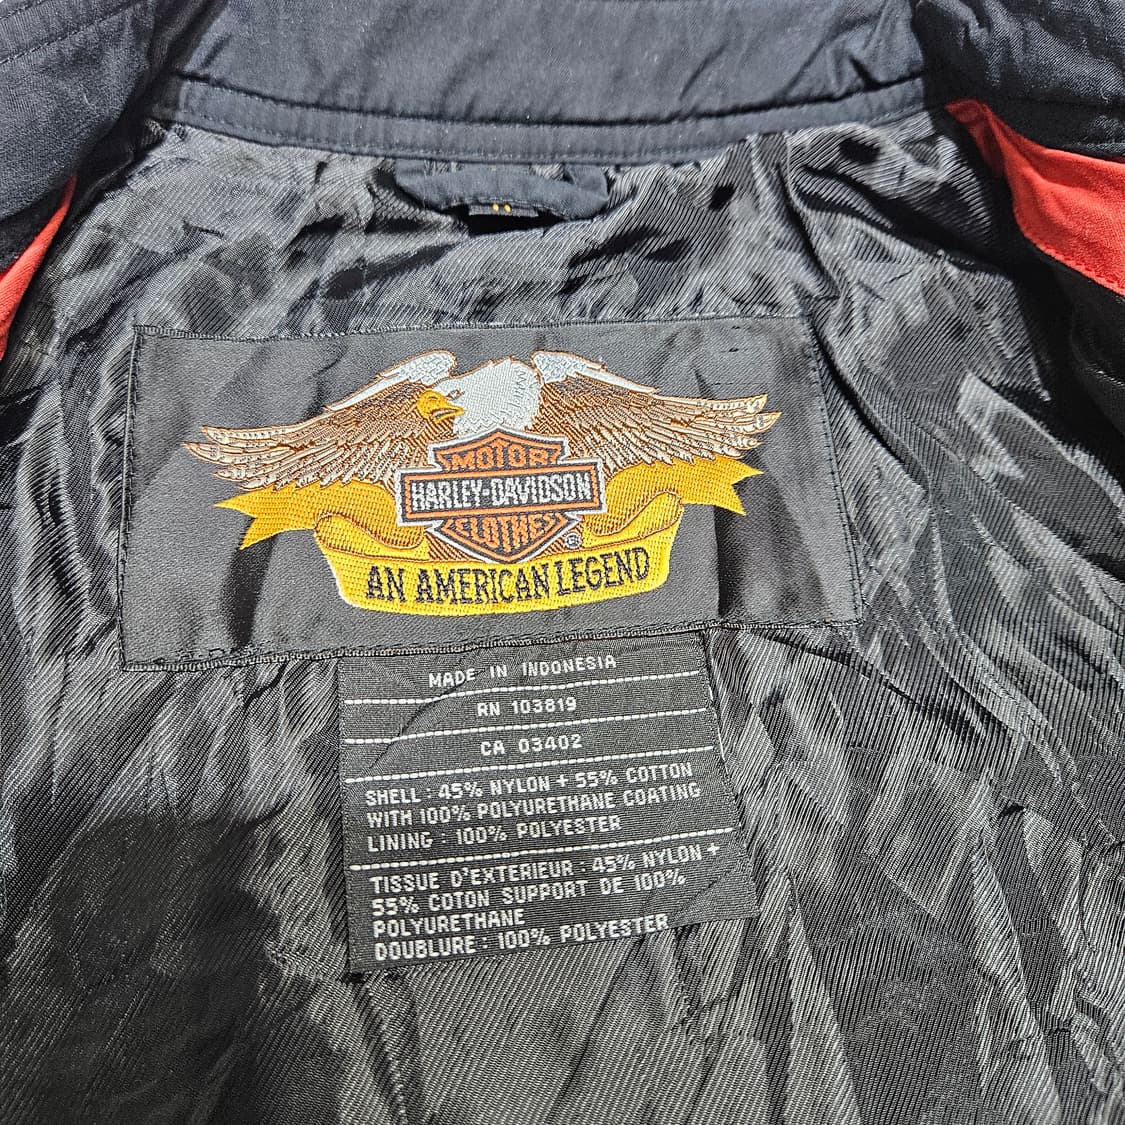 MOTOR
HARLEY-DAVIDSON
CLOTHES
®
AN AMERICAN LEGEND
MADE IN INDONESIA
RN 103819
CA 03402
SHELL : 45% NYLON + 55% COTTON
WITH 100% POLYURETHANE COATING
LINING : 100% POLYESTER
TISSUE D'EXTERIEUR : 45% NYLON +
55% COTON SUPPORT DE 100%
POLYURETHANE
DOUBLURE : 100% POLYESTER